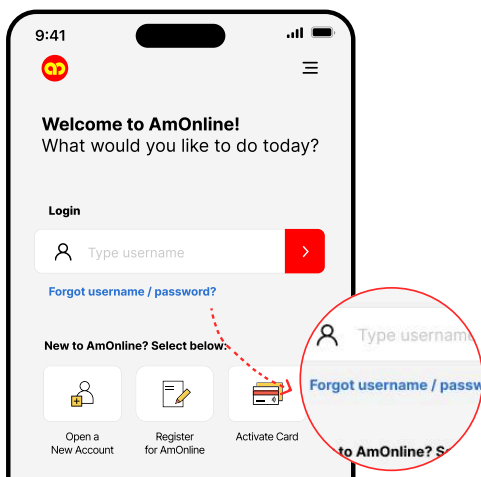 9:41
Welcome to AmOnline!
What would you like to do today?
Login
Type username
Forgot username / password?
New to AmOnline? Select below:
Open a
New Account
Register
for AmOnline
Activate Card
Type usernam
Forgot username / passw
to AmOnline? Se